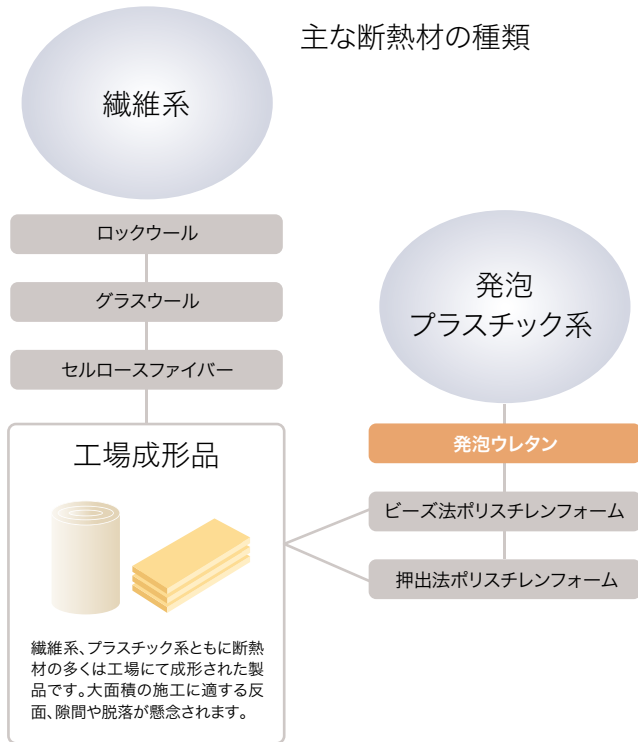 主な断熱材の種類
繊維系
ロックウール
グラスウール
セルロースファイバー
工場成形品
繊維系、プラスチック系ともに断熱
材の多くは工場にて成形された製
品です。大面積の施工に適する反
面、隙間や脱落が懸念されます。
発泡
プラスチック系
発泡ウレタン
ビーズ法ポリスチレンフォーム
押出法ポリスチレンフォーム